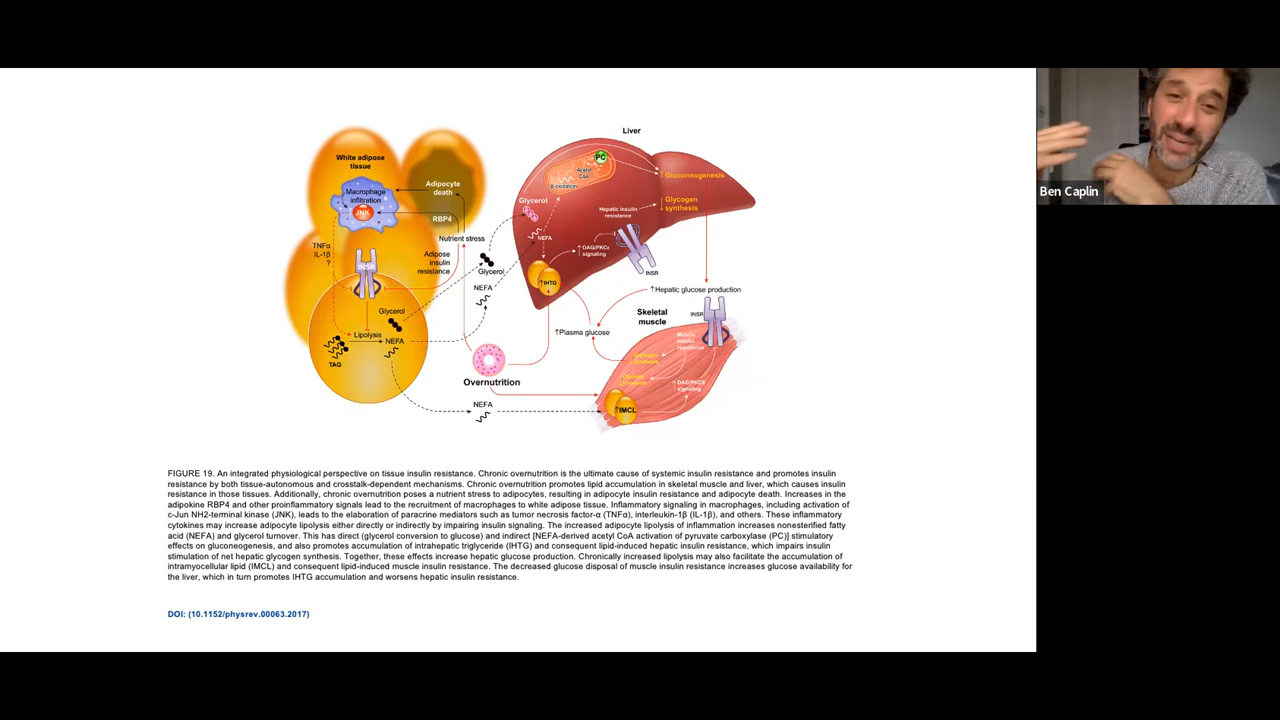 Liver
White adipose
tissue
Macrophage
infiltration
JNK
Adipocyte
death
RBP4
Nutrient stress
TNFα
IL-1β
?
Adipose
insulin
resistance
INSR
Glycerol
NEFA
Glycerol
Lipolysis
NEFA
TAG
Overnutrition
NEFA
PC
Acetyl
CoA
β oxidation
Glycerol
NEFA
↑IHTG
↑ DAG/PKCε
signaling
Hepatic insulin
resistance
INSR
↑Gluconeogenesis
↓Glycogen
synthesis
↑Hepatic glucose production
↑Plasma glucose
Skeletal
muscle
INSR
Muscle
insulin
resistance
↑ DAG/PKCθ
signaling
↑IMCL
FIGURE 19. An integrated physiological perspective on tissue insulin resistance. Chronic overnutrition is the ultimate cause of systemic insulin resistance and promotes insulin
resistance by both tissue-autonomous and crosstalk-dependent mechanisms. Chronic overnutrition promotes lipid accumulation in skeletal muscle and liver, which causes insulin
resistance in those tissues. Additionally, chronic overnutrition poses a nutrient stress to adipocytes, resulting in adipocyte insulin resistance and adipocyte death. Increases in the
adipokine RBP4 and other proinflammatory signals lead to the recruitment of macrophages to white adipose tissue. Inflammatory signaling in macrophages, including activation of
c-Jun NH2-terminal kinase (JNK), leads to the elaboration of paracrine mediators such as tumor necrosis factor-α (TNFα), interleukin-1β (IL-1β), and others. These inflammatory
cytokines may increase adipocyte lipolysis either directly or indirectly by impairing insulin signaling. The increased adipocyte lipolysis of inflammation increases nonesterified fatty
acid (NEFA) and glycerol turnover. This has direct (glycerol conversion to glucose) and indirect [NEFA-derived acetyl CoA activation of pyruvate carboxylase (PC)] stimulatory
effects on gluconeogenesis, and also promotes accumulation of intrahepatic triglyceride (IHTG) and consequent lipid-induced hepatic insulin resistance, which impairs insulin
stimulation of net hepatic glycogen synthesis. Together, these effects increase hepatic glucose production. Chronically increased lipolysis may also facilitate the accumulation of
intramyocellular lipid (IMCL) and consequent lipid-induced muscle insulin resistance. The decreased glucose disposal of muscle insulin resistance increases glucose availability for
the liver, which in turn promotes IHTG accumulation and worsens hepatic insulin resistance.
DOI: (10.1152/physrev.00063.2017)
Ben Caplin